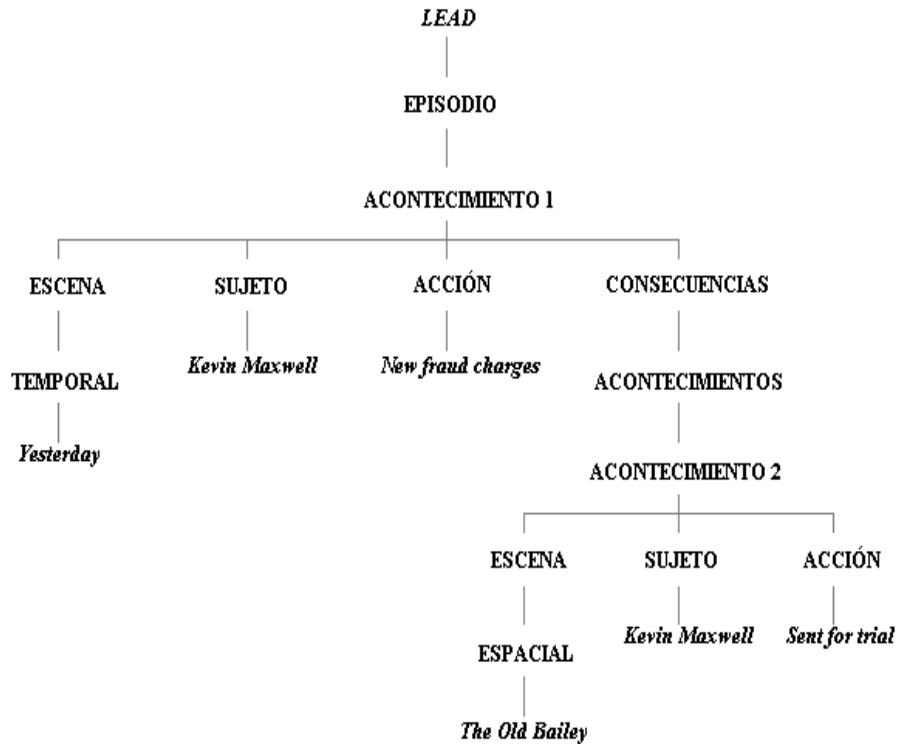 LEAD
EPISODIO
ACONTECIMIENTO 1
ESCENA SUJETO ACCIÓN CONSECUENCIAS
Kevin Maxwell New fraud charges
TEMPORAL ACONTECIMIENTOS
Yesterday
ACONTECIMIENTO 2
ESCENA SUJETO ACCIÓN
Kevin Maxwell Sent for trial
ESPACIAL
The Old Bailey